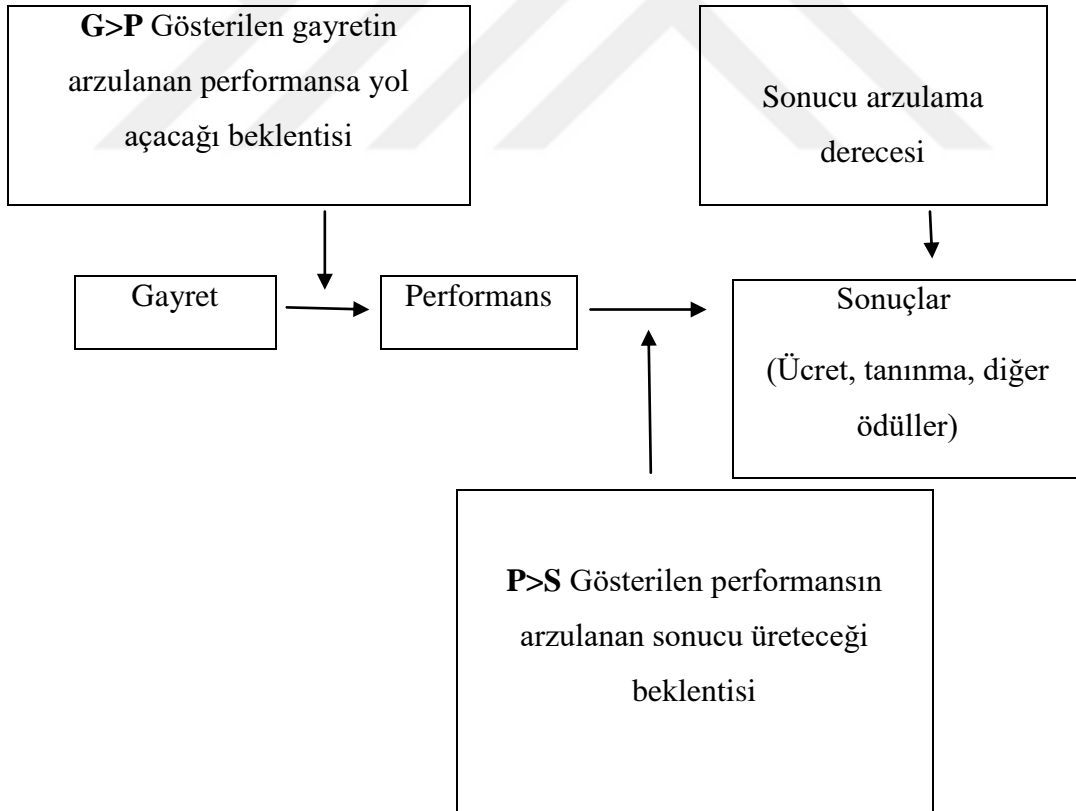 G>P Gösterilen gayretin
arzulanan performansa yol
açacağı beklentisi
Sonucu arzulama
derecesi
Gayret
Performans
Sonuçlar
(Ücret, tanınma, diğer
ödüller)
P>S Gösterilen performansın
arzulanan sonucu üreteceği
beklentisi